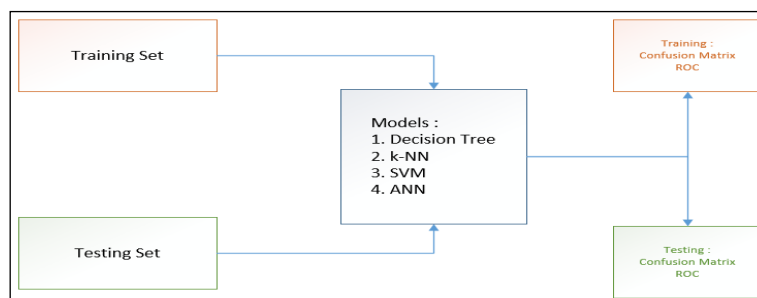 Training Set
Training :
Confusion Matrix
ROC
Models :
1. Decision Tree
2. k-NN
3. SVM
4. ANN
Testing Set
Testing :
Confusion Matrix
ROC